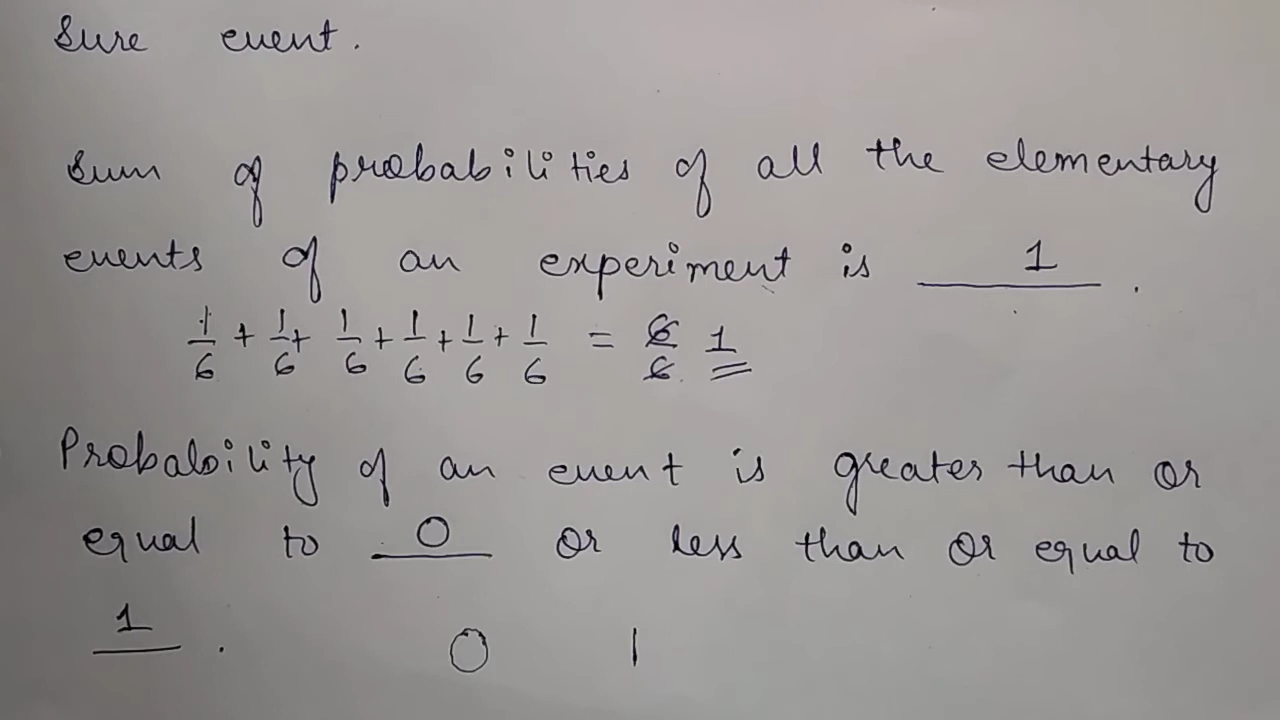 Sure event.
Sum of probabilities of all the elementary
events of an experiment is 1.
1/6 + 1/6 + 1/6 + 1/6 + 1/6 + 1/6 = 6/6 1
Probability of an event is greater than or
equal to 0 or less than or equal to
1. 0 1